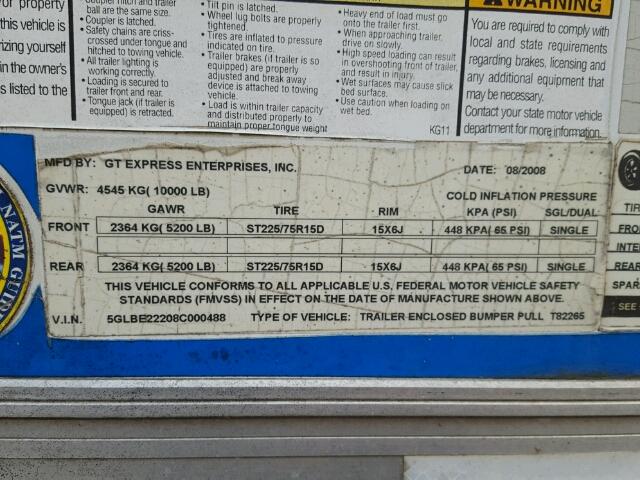 or property
this vehicle is
rizing yourself
in the owner's
s listed to the
Coupler hitch and trailer
ball are the same size.
• Coupler is latched.
• Safety chains are criss-
crossed under tongue and
hitched to towing vehicle.
• All trailer lighting is
working correctly.
• Loading is secured to
trailer front and rear.
• Tongue jack (if trailer is
equipped) is retracted.
• Tilt pin is latched.
• Wheel lug bolts are properly
tightened.
• Tires are inflated to pressure
indicated on tire.
• Trailer brakes (if trailer is so
equipped) are properly
adjusted and break away
device is attached to towing
vehicle.
• Load is within trailer capacity
and distributed properly to
maintain proper tongue weight
• Heavy end of load must go
onto the trailer first.
• When approaching trailer,
drive on slowly.
• High speed loading can result
in overshooting front of trailer,
and result in injury.
• Wet surfaces may cause slick
bed surface.
• Use caution when loading on
wet bed.
KG11
WARNING
You are required to comply with
local and state requirements
regarding brakes, licensing and
any additional equipment that
may be necessary.
Contact your state motor vehicle
department for more information.
MFD BY: GT EXPRESS ENTERPRISES, INC. DATE: 08/2008
GVWR: 4545 KG( 10000 LB) COLD INFLATION PRESSURE
GAWR TIRE RIM KPA (PSI) SGL/DUAL
FRONT 2364 KG( 5200 LB) ST225/75R15D 15X6J 448 KPA( 65 PSI) SINGLE
REAR 2364 KG( 5200 LB) ST225/75R15D 15X6J 448 KPA( 65 PSI) SINGLE
THIS VEHICLE CONFORMS TO ALL APPLICABLE U.S, FEDERAL MOTOR VEHICLE SAFETY
STANDARDS (FMVSS) IN EFFECT ON THE DATE OF MANUFACTURE SHOWN ABOVE.
V.I.N. 5GLBE22208C000488 TYPE OF VEHICLE: TRAILER-ENCLOSED BUMPER PULL T82265
NATM
TIR
FRO
INTER
REAR
SPAR
SEE